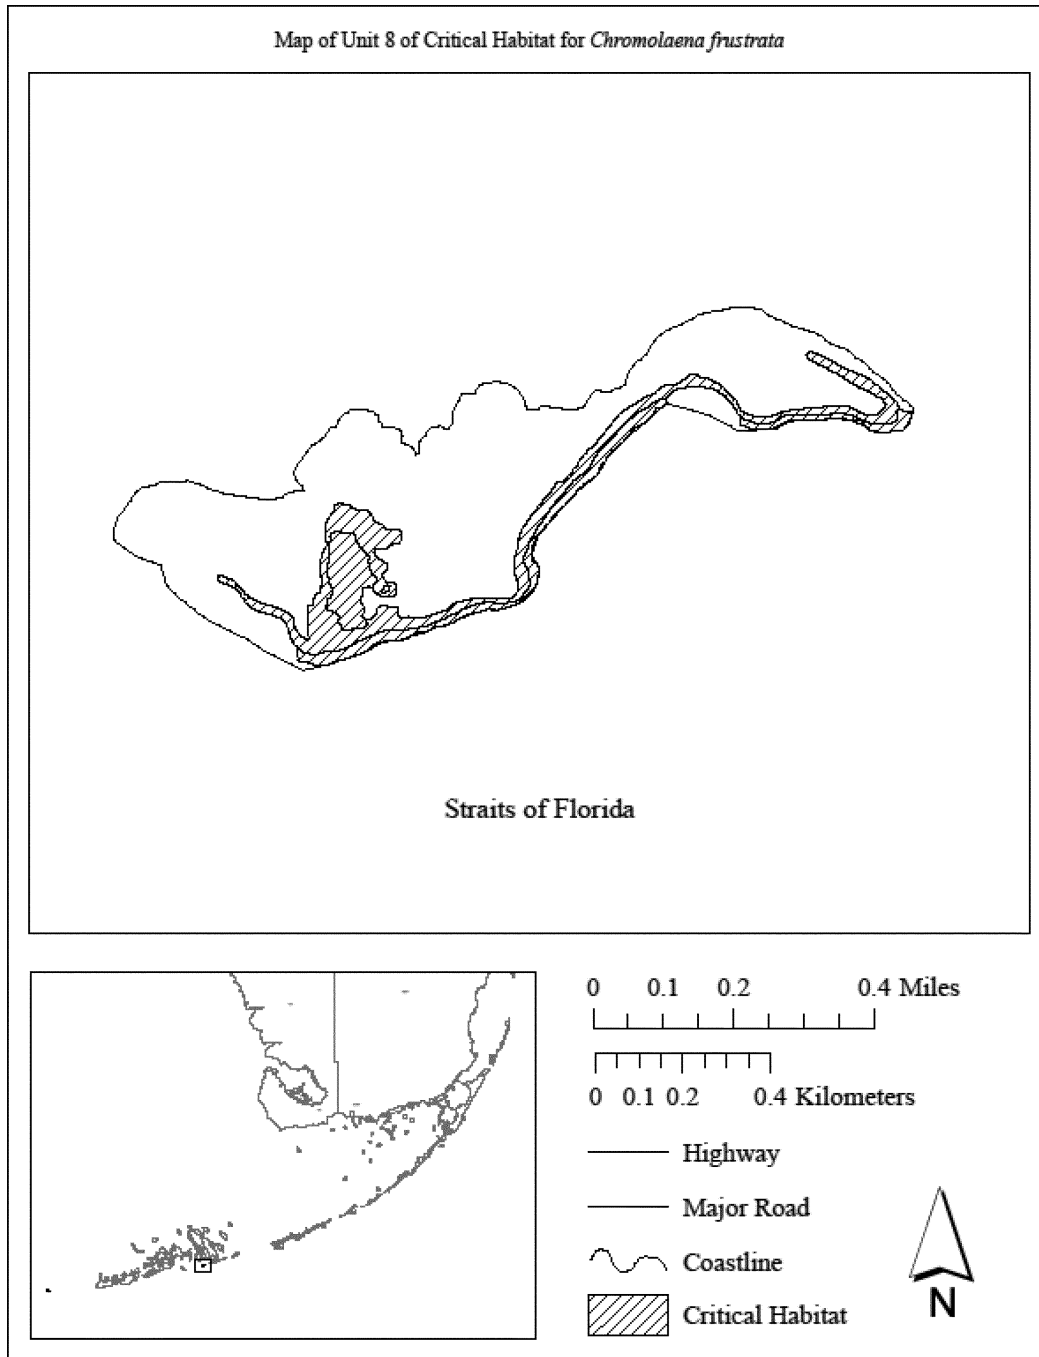 Map of Unit 8 of Critical Habitat for Chromolaena frustrata
Straits of Florida
0 0.1 0.2 0.4 Miles
0 0.1 0.2 0.4 Kilometers
Highway
Major Road
Coastline
Critical Habitat
N